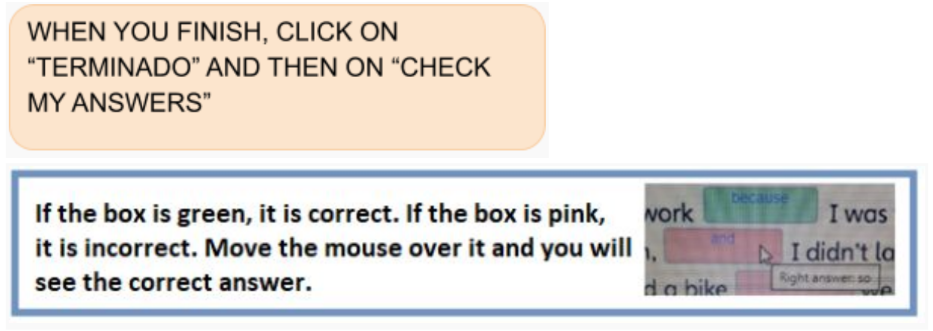 WHEN YOU FINISH, CLICK ON
“TERMINADO” AND THEN ON “CHECK
MY ANSWERS”
If the box is green, it is correct. If the box is pink,
it is incorrect. Move the mouse over it and you will
see the correct answer.
work because I was
and I didn't la
Right answer: so
d a bike we